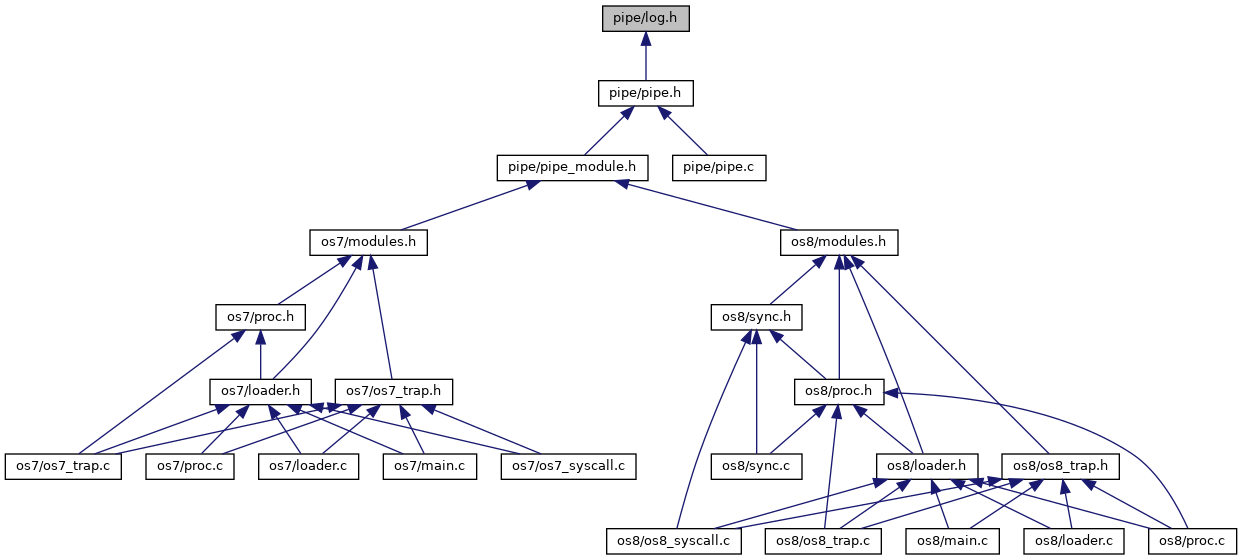 pipe/log.h
pipe/pipe.h
pipe/pipe_module.h
pipe/pipe.c
os7/modules.h
os8/modules.h
os7/proc.h
os8/sync.h
os7/loader.h
os7/os7_trap.h
os8/proc.h
os7/os7_trap.c
os7/proc.c
os7/loader.c
os7/main.c
os7/os7_syscall.c
os8/sync.c
os8/loader.h
os8/os8_trap.h
os8/os8_syscall.c
os8/os8_trap.c
os8/main.c
os8/loader.c
os8/proc.c